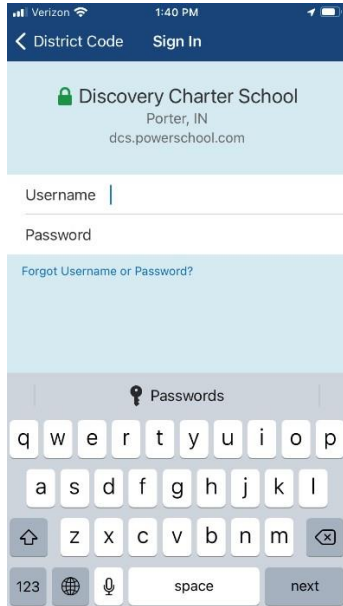 Verizon 1:40 PM
District Code Sign In
Discovery Charter School
Porter, IN
dcs.powerschool.com
Username
Password
Forgot Username or Password?
Passwords
q w e r t y u i o p
a s d f g h j k l
z x c v b n m
123 space next